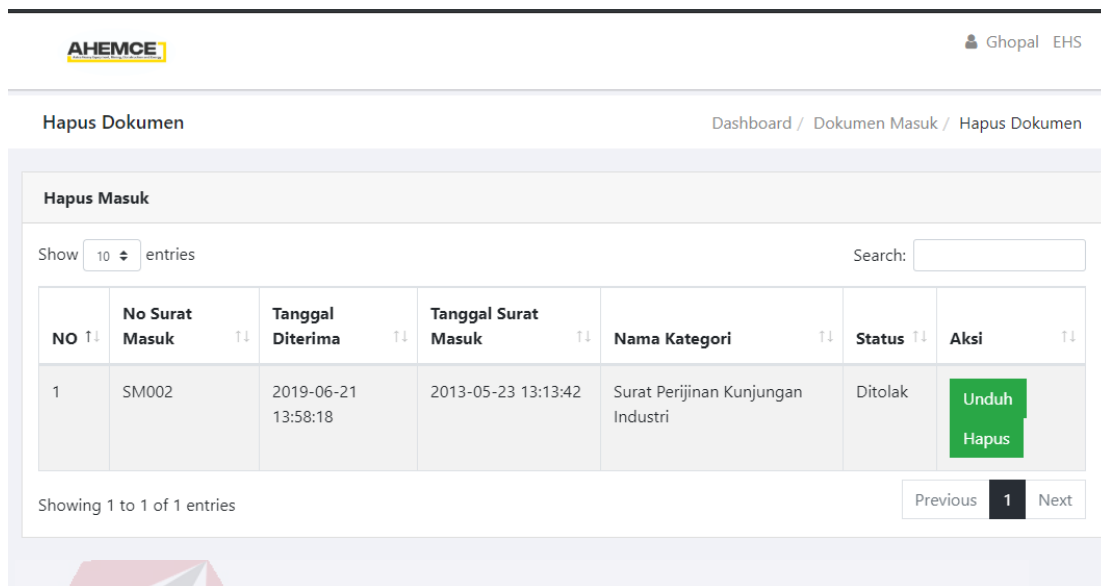 AHEMCE
Ghopal EHS
Hapus Dokumen
Dashboard / Dokumen Masuk / Hapus Dokumen
Hapus Masuk
Show 10 entries
Search:
NO No Surat Masuk Tanggal Diterima Tanggal Surat Masuk Nama Kategori Status Aksi
1 SM002 2019-06-21 13:58:18 2013-05-23 13:13:42 Surat Perijinan Kunjungan Industri Ditolak Unduh
Hapus
Showing 1 to 1 of 1 entries
Previous 1 Next